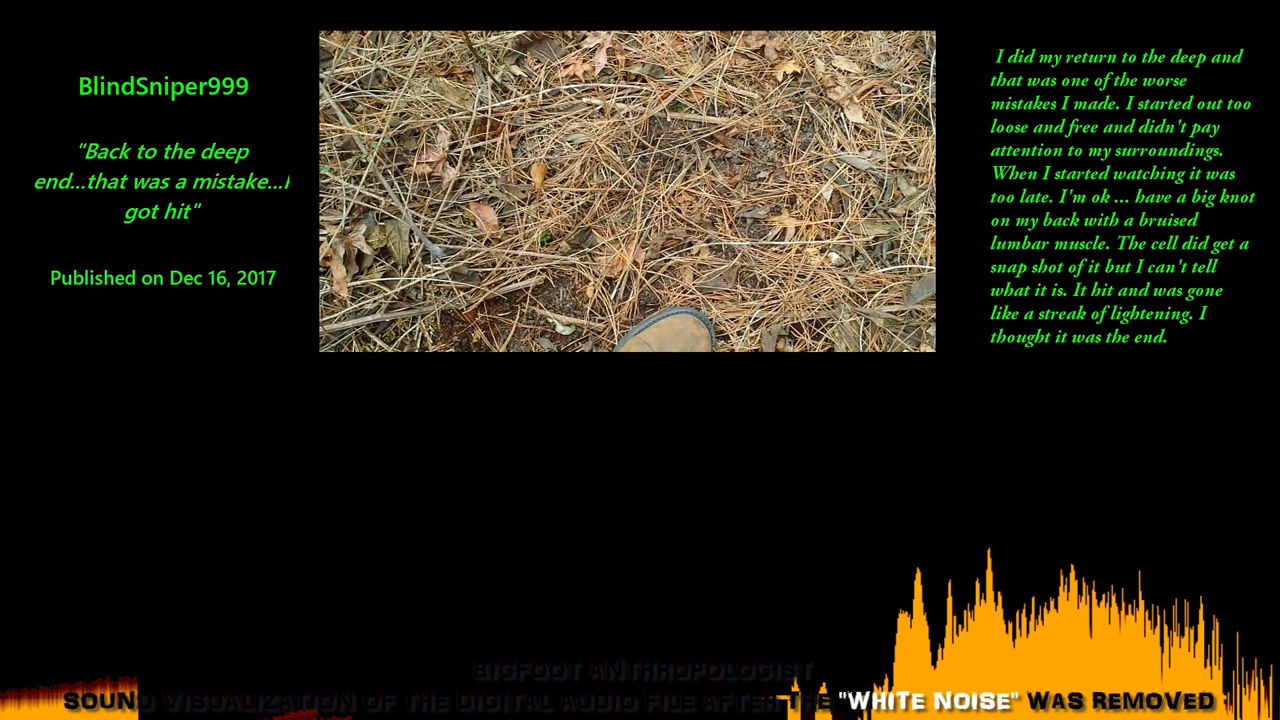 BlindSniper999
"Back to the deep
end...that was a mistake...I
got hit"
Published on Dec 16, 2017
I did my return to the deep and
that was one of the worse
mistakes I made. I started out too
loose and free and didn't pay
attention to my surroundings.
When I started watching it was
too late. I'm ok ... have a big knot
on my back with a bruised
lumbar muscle. The cell did get a
snap shot of it but I can't tell
what it is. It hit and was gone
like a streak of lightening. I
thought it was the end.
BIGFOOT ANTHROPOLOGIST
SOUND VISUALIZATION OF THE DIGITAL AUDIO FILE AFTER THE "WHITE NOISE" WAS REMOVED